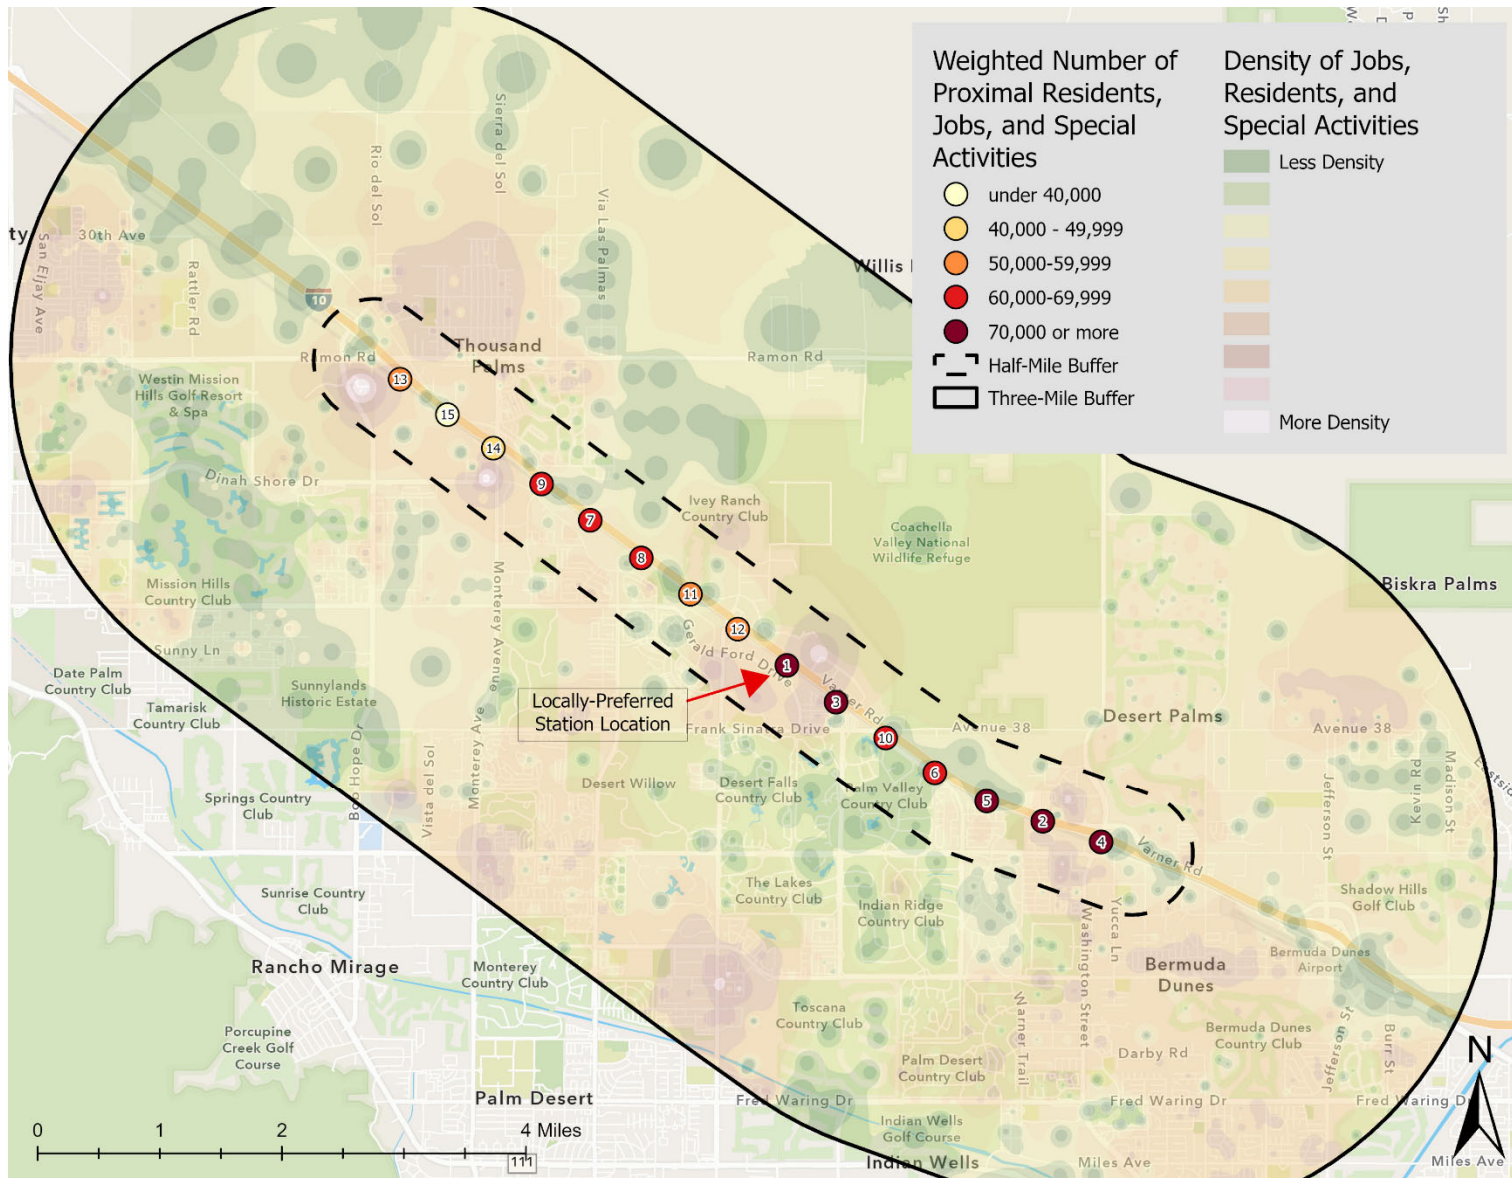 Weighted Number of
Proximal Residents,
Jobs, and Special
Activities
under 40,000
40,000 - 49,999
50,000-59,999
60,000-69,999
70,000 or more
Half-Mile Buffer
Three-Mile Buffer
Density of Jobs,
Residents, and
Special Activities
Less Density
More Density
ty
30th Ave
San Eljay Ave
Rattler Rd
Rio del Sol
Sierra del Sol
Via Las Palmas
Willis
10
Ramon Rd
Thousand
Palms
Ramon Rd
Westin Mission
Hills Golf Resort
& Spa
13
15
14
Dinah Shore Dr
9
7
8
11
12
1
3
10
6
5
2
4
Ivey Ranch
Country Club
Coachella
Valley National
Wildlife Refuge
Biskra Palms
Mission Hills
Country Club
Monterey Avenue
Sunny Ln
Gerald Ford Drive
Date Palm
Country Club
Tamarisk
Country Club
Sunnylands
Historic Estate
Locally-Preferred
Station Location
Varner Rd
Frank Sinatra Drive
Avenue 38
Desert Palms
Avenue 38
Bob Hope Dr
Vista del Sol
Monterey Ave
Desert Willow
Desert Falls
Country Club
Palm Valley
Country Club
Springs Country
Club
Jefferson St
Kevin Rd
Madison St
Varner Rd
Sunrise Country
Club
The Lakes
Country Club
Indian Ridge
Country Club
Yucca Ln
Washington Street
Shadow Hills
Golf Club
Rancho Mirage
Monterey
Country Club
Bermuda
Dunes
Bermuda Dunes
Airport
Porcupine
Creek Golf
Course
Toscana
Country Club
Warner Trail
Bermuda Dunes
Country Club
Jefferson St
Burr St
Palm Desert
Country Club
Darby Rd
Palm Desert
Fred Waring Dr
Fred Waring Dr
Fred Waring Dr
Indian Wells
Golf Course
Indian Wells
Miles Ave
Miles Ave
N
0 1 2 4 Miles
111